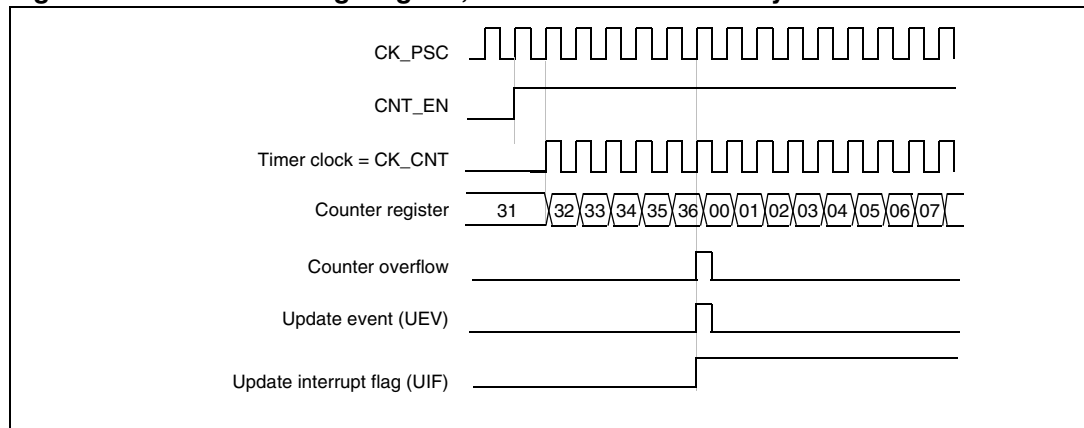 CK_PSC
CNT_EN
Timer clock = CK_CNT
Counter register 31 32 33 34 35 36 00 01 02 03 04 05 06 07
Counter overflow
Update event (UEV)
Update interrupt flag (UIF)